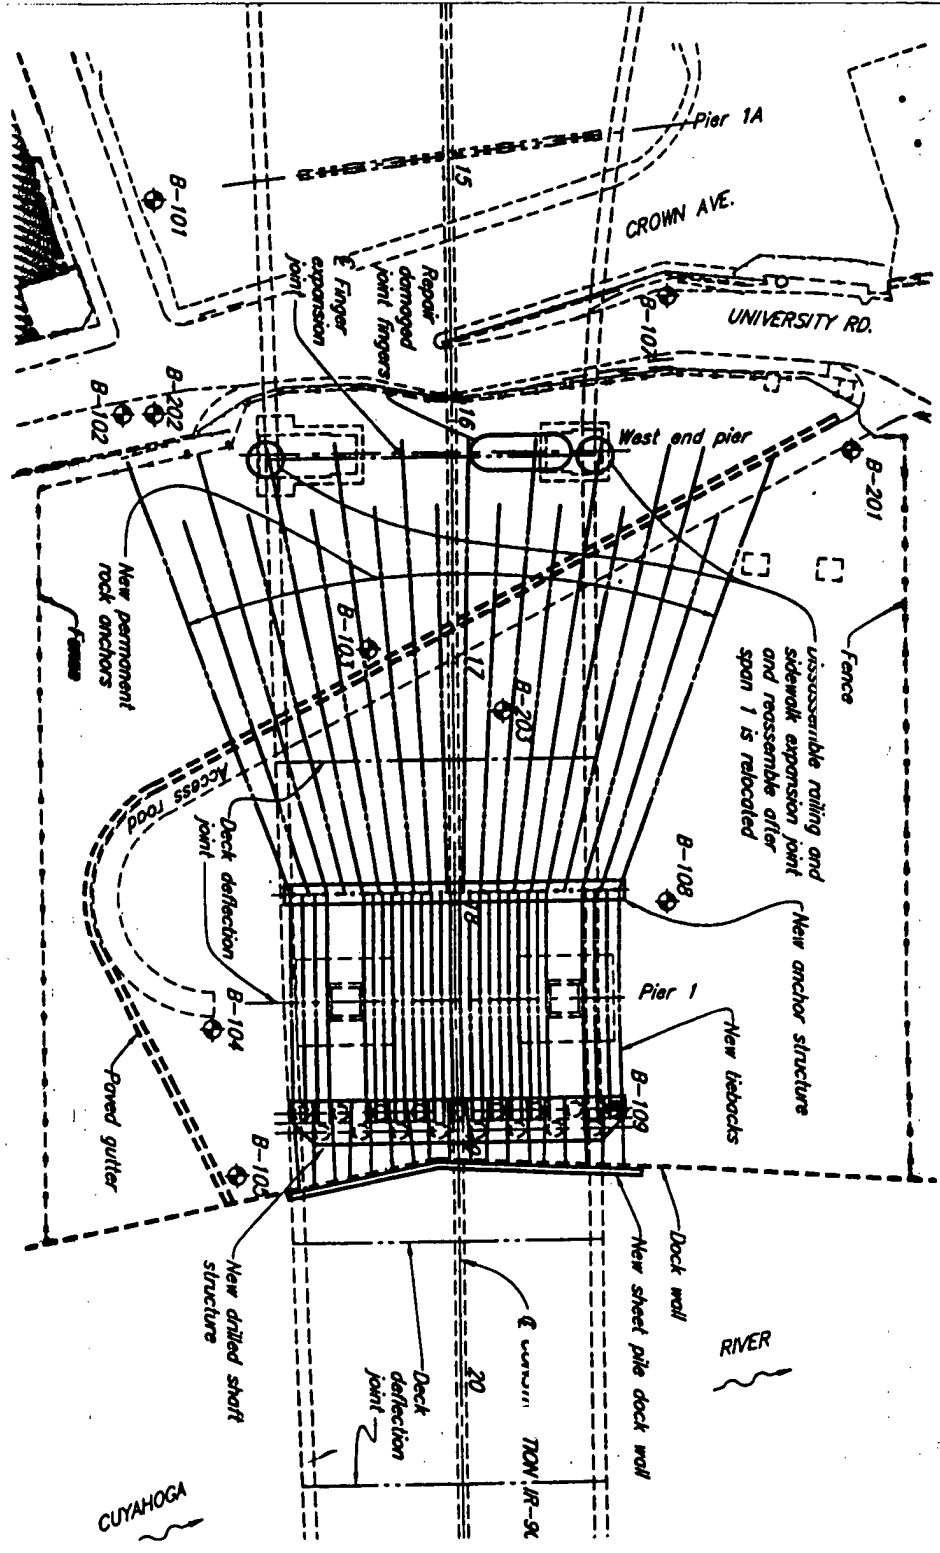 Pier 1A
15
CROWN AVE.
B-101
UNIVERSITY RD.
Repair
damaged
joint fingers
℄ Finger
expansion
joint
B-107
B-202
B-102
16
West end pier
B-201
New permanent
rock anchors
Fence
B-103
17
B-203
Fence
sidewalk expansion joint
and reassemble after
span 1 is relocated
Access road
Deck deflection
joint
B-108
18
New anchor structure
Pier 1
New tiebacks
B-104
B-109
Paved gutter
B-105
New drilled shaft
structure
Dock wall
New sheet pile dock wall
RIVER
20
Deck
deflection
joint
CUYAHOGA